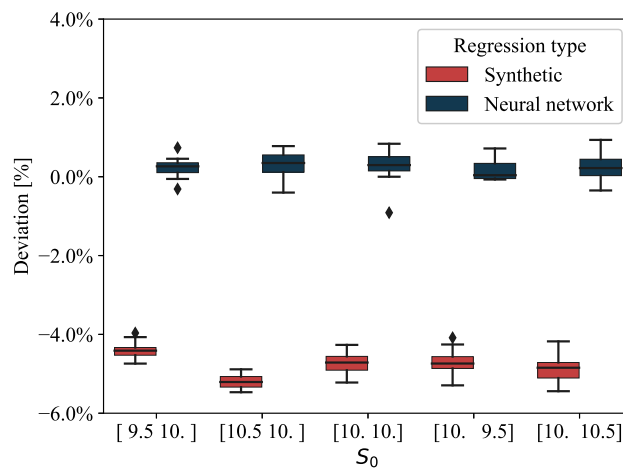 4.0%
2.0%
0.0%
−2.0%
−4.0%
−6.0%
Deviation [%]
Regression type
Synthetic
Neural network
[ 9.5 10. ] [10.5 10. ] [10. 10.] [10. 9.5] [10. 10.5]
S₀